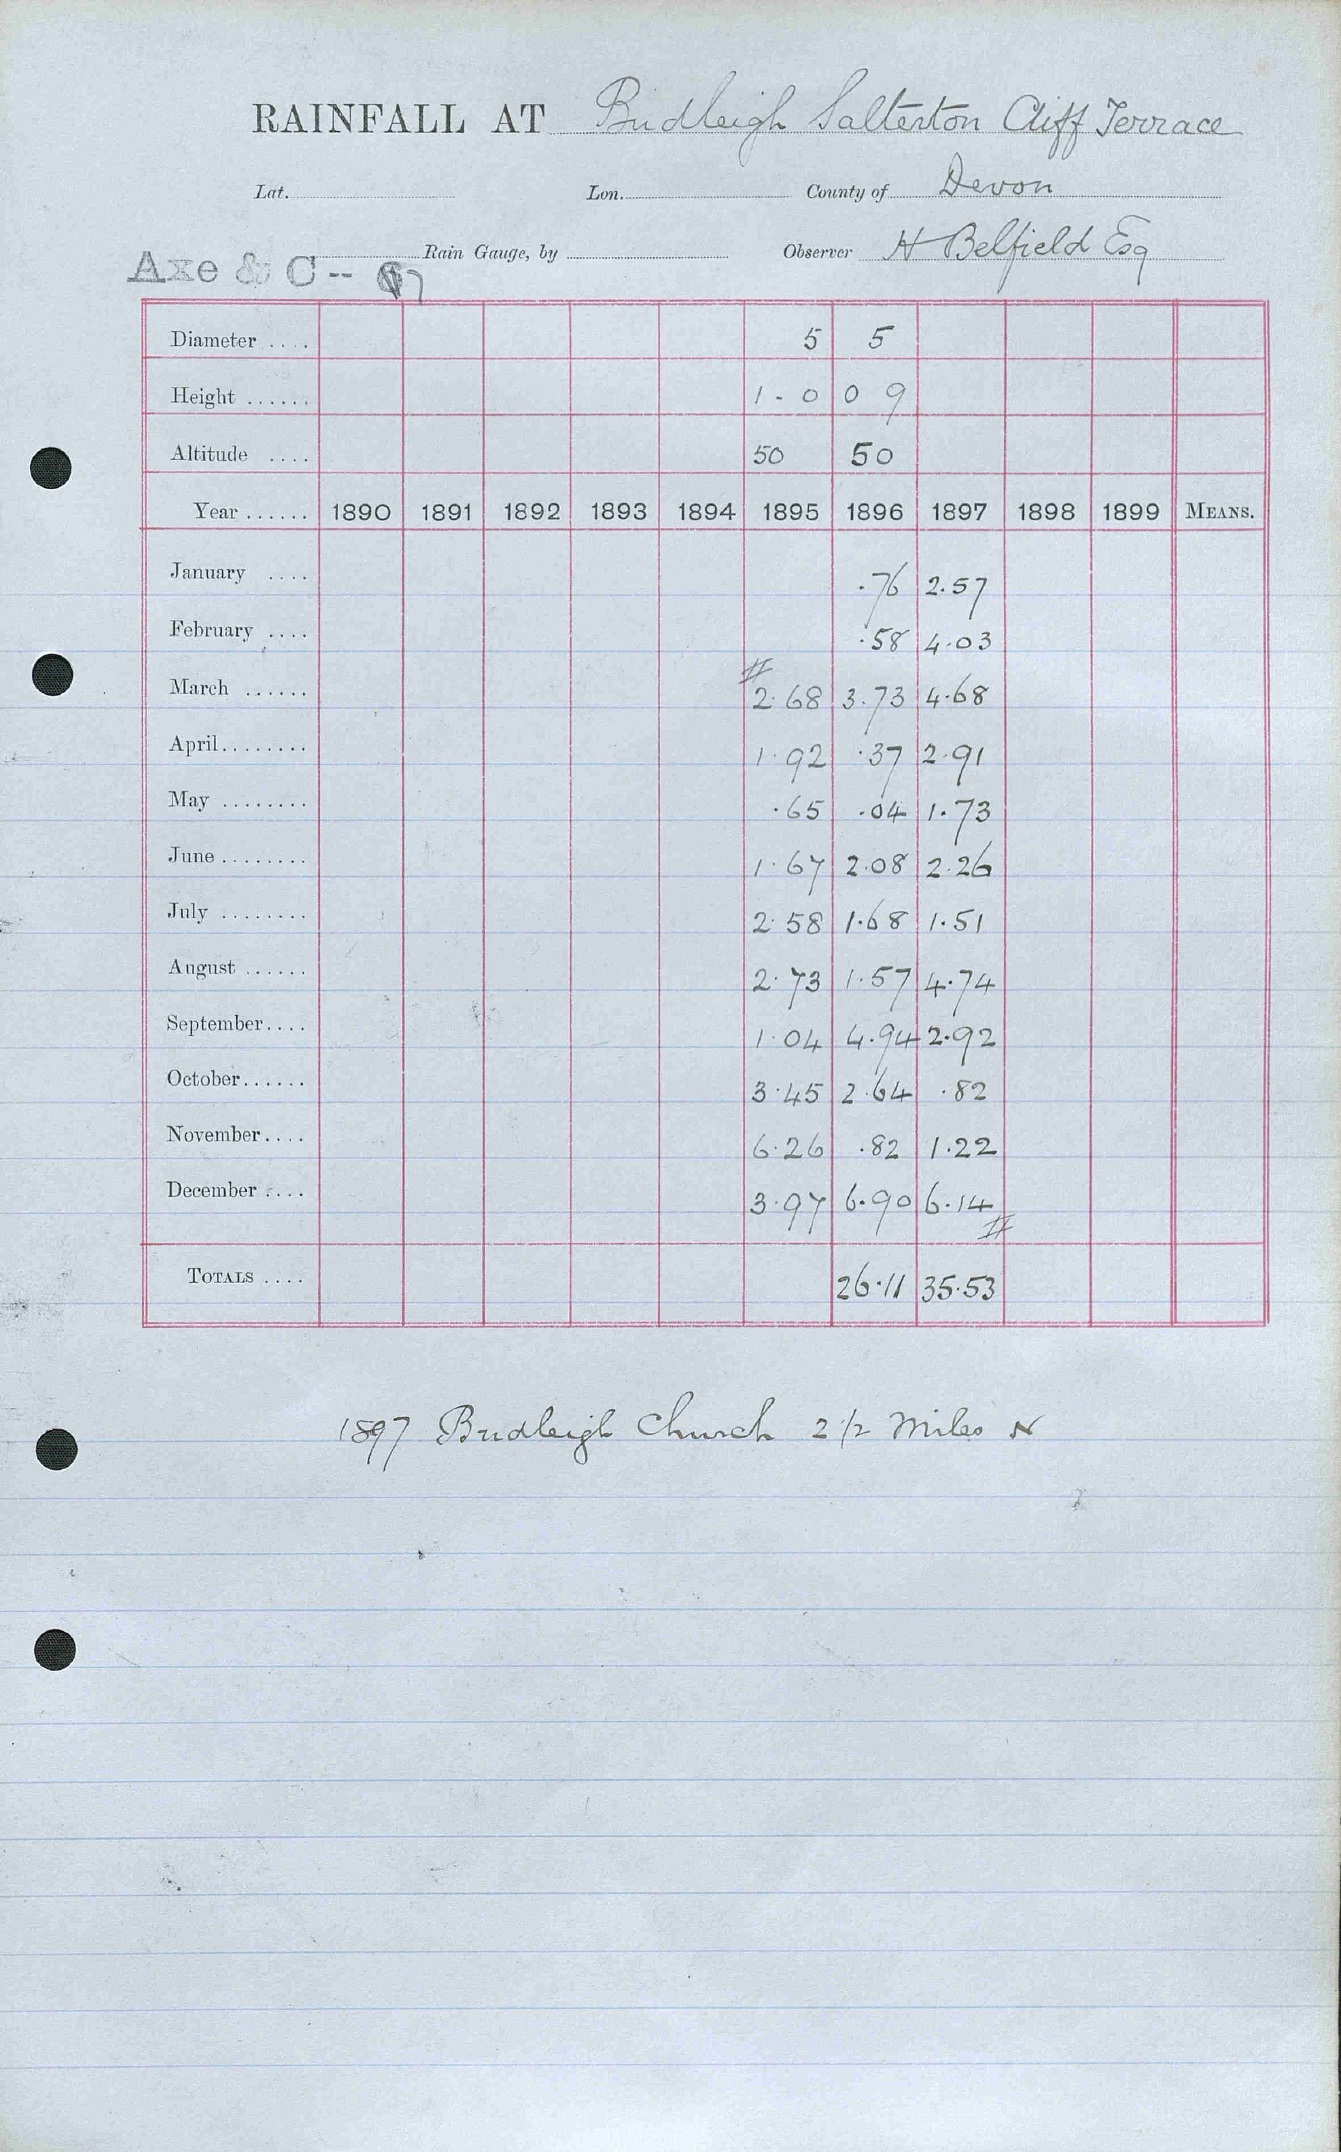 RAINFALL AT Budleigh Salterton Cliff Terrace
Lat. Lon. County of Devon
Rain Gauge, by Observer H Belfield Esq
Axe & C --
Diameter .... 5 5
Height ...... 1 - 0 0 9
Altitude .... 50 50
Year ...... 1890 1891 1892 1893 1894 1895 1896 1897 1898 1899 MEANS.
January .... .76 2.57
February .... .58 4.03
March ...... # 2.68 3.73 4.68
April........ 1.92 .37 2.91
May ........ .65 .04 1.73
June ........ 1.67 2.08 2.26
July ........ 2.58 1.68 1.51
August ...... 2.73 1.57 4.74
September.... 1.04 4.94 2.92
October...... 3.45 2.64 .82
November.... 6.26 .82 1.22
December .... 3.97 6.90 6.14 #
TOTALS .... 26.11 35.53
1897 Budleigh Church 2 1/2 Miles N